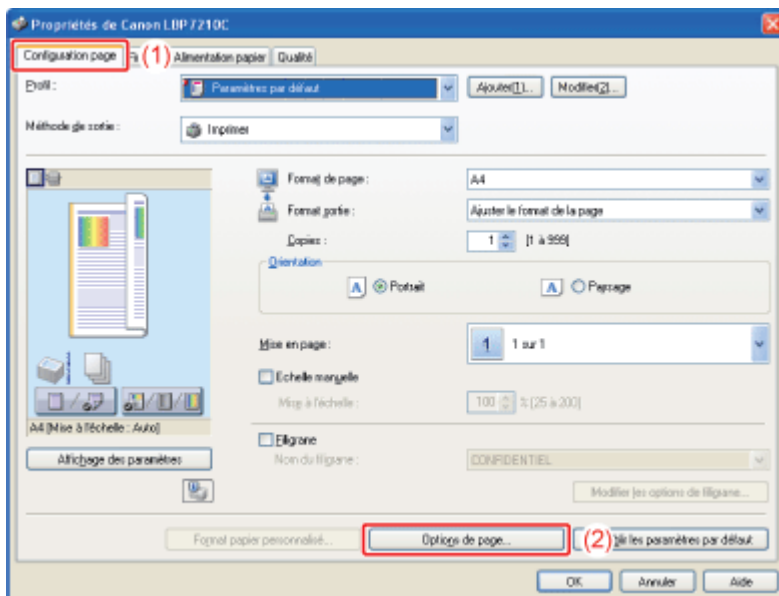 Propriétés de Canon LBP7210C
Configuration page (1) Alimentation papier Qualité
Profil : Paramètres par défaut Ajouter(1)... Modifier(2)...
Méthode de sortie : Imprimer
Format de page : A4
Format sortie : Ajuster le format de la page
Copies : 1 [1 à 999]
Orientation
A Portrait A Paysage
Mise en page : 1 1 sur 1
Echelle manuelle
Mise à l'échelle : 100 % [25 à 200]
A4 [Mise à l'échelle : Auto]
Affichage des paramètres
Filigrane
Nom du filigrane : CONFIDENTIEL
Modifier les options de filigrane...
Format papier personnalisé... Options de page... (2) les paramètres par défaut
OK Annuler Aide